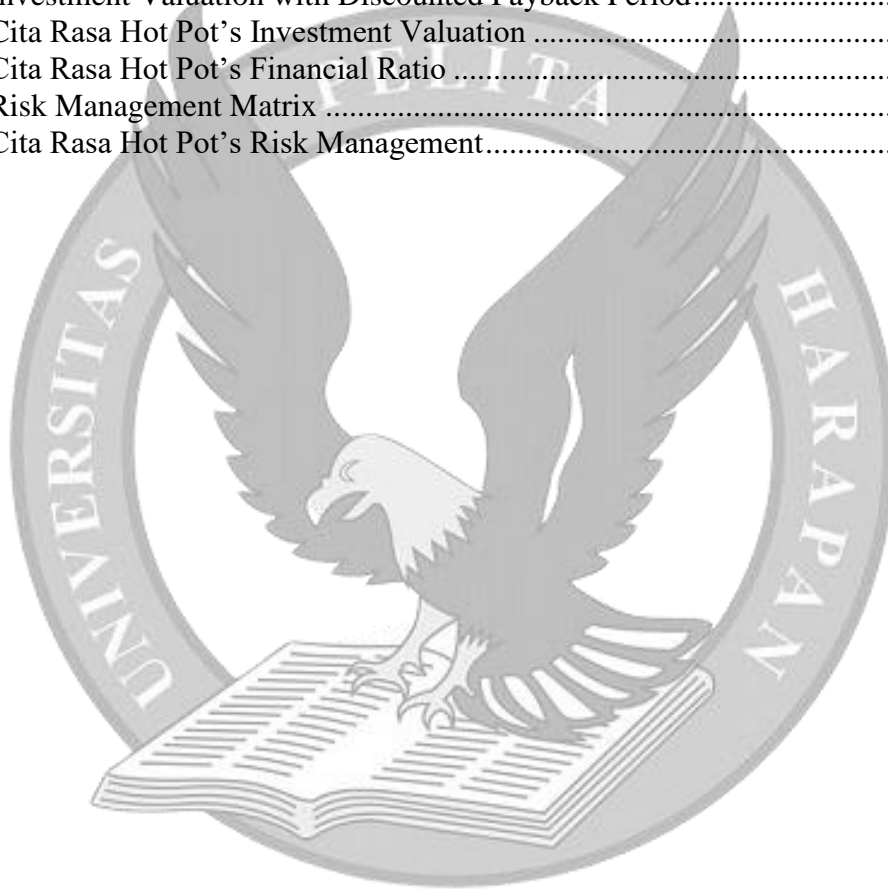 Investment Valuation with Discounted Payback Period..........................
Cita Rasa Hot Pot's Investment Valuation ...............................................
Cita Rasa Hot Pot's Financial Ratio .........................................................
Risk Management Matrix .........................................................................
Cita Rasa Hot Pot's Risk Management.....................................................
UNIVERSITAS PELITA HARAPAN